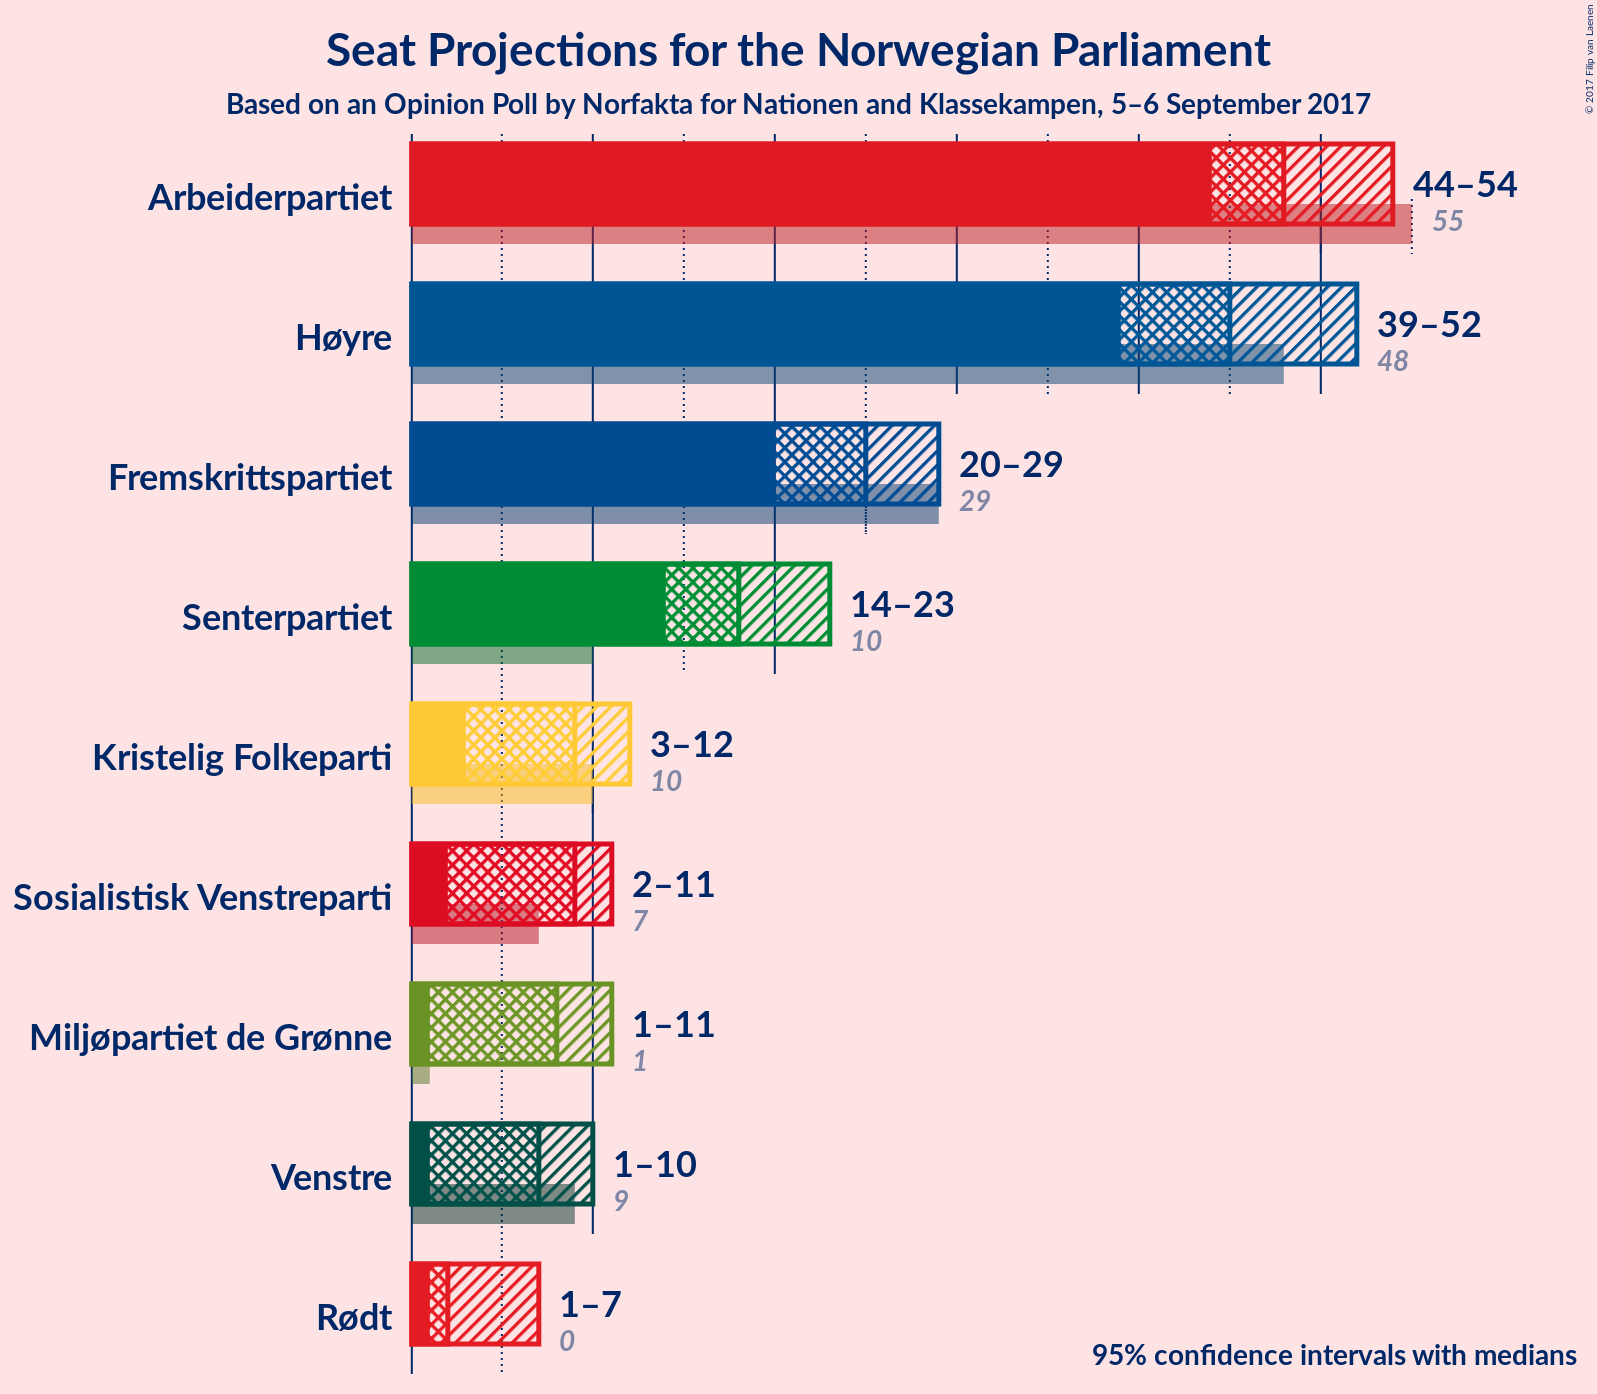 Seat Projections for the Norwegian Parliament
Based on an Opinion Poll by Norfakta for Nationen and Klassekampen, 5–6 September 2017
© 2017 Filip van Laenen
Arbeiderpartiet
44–54
55
Høyre
39–52
48
Fremskrittspartiet
20–29
29
Senterpartiet
14–23
10
Kristelig Folkeparti
3–12
10
Sosialistisk Venstreparti
2–11
7
Miljøpartiet de Grønne
1–11
1
Venstre
1–10
9
Rødt
1–7
0
95% confidence intervals with medians